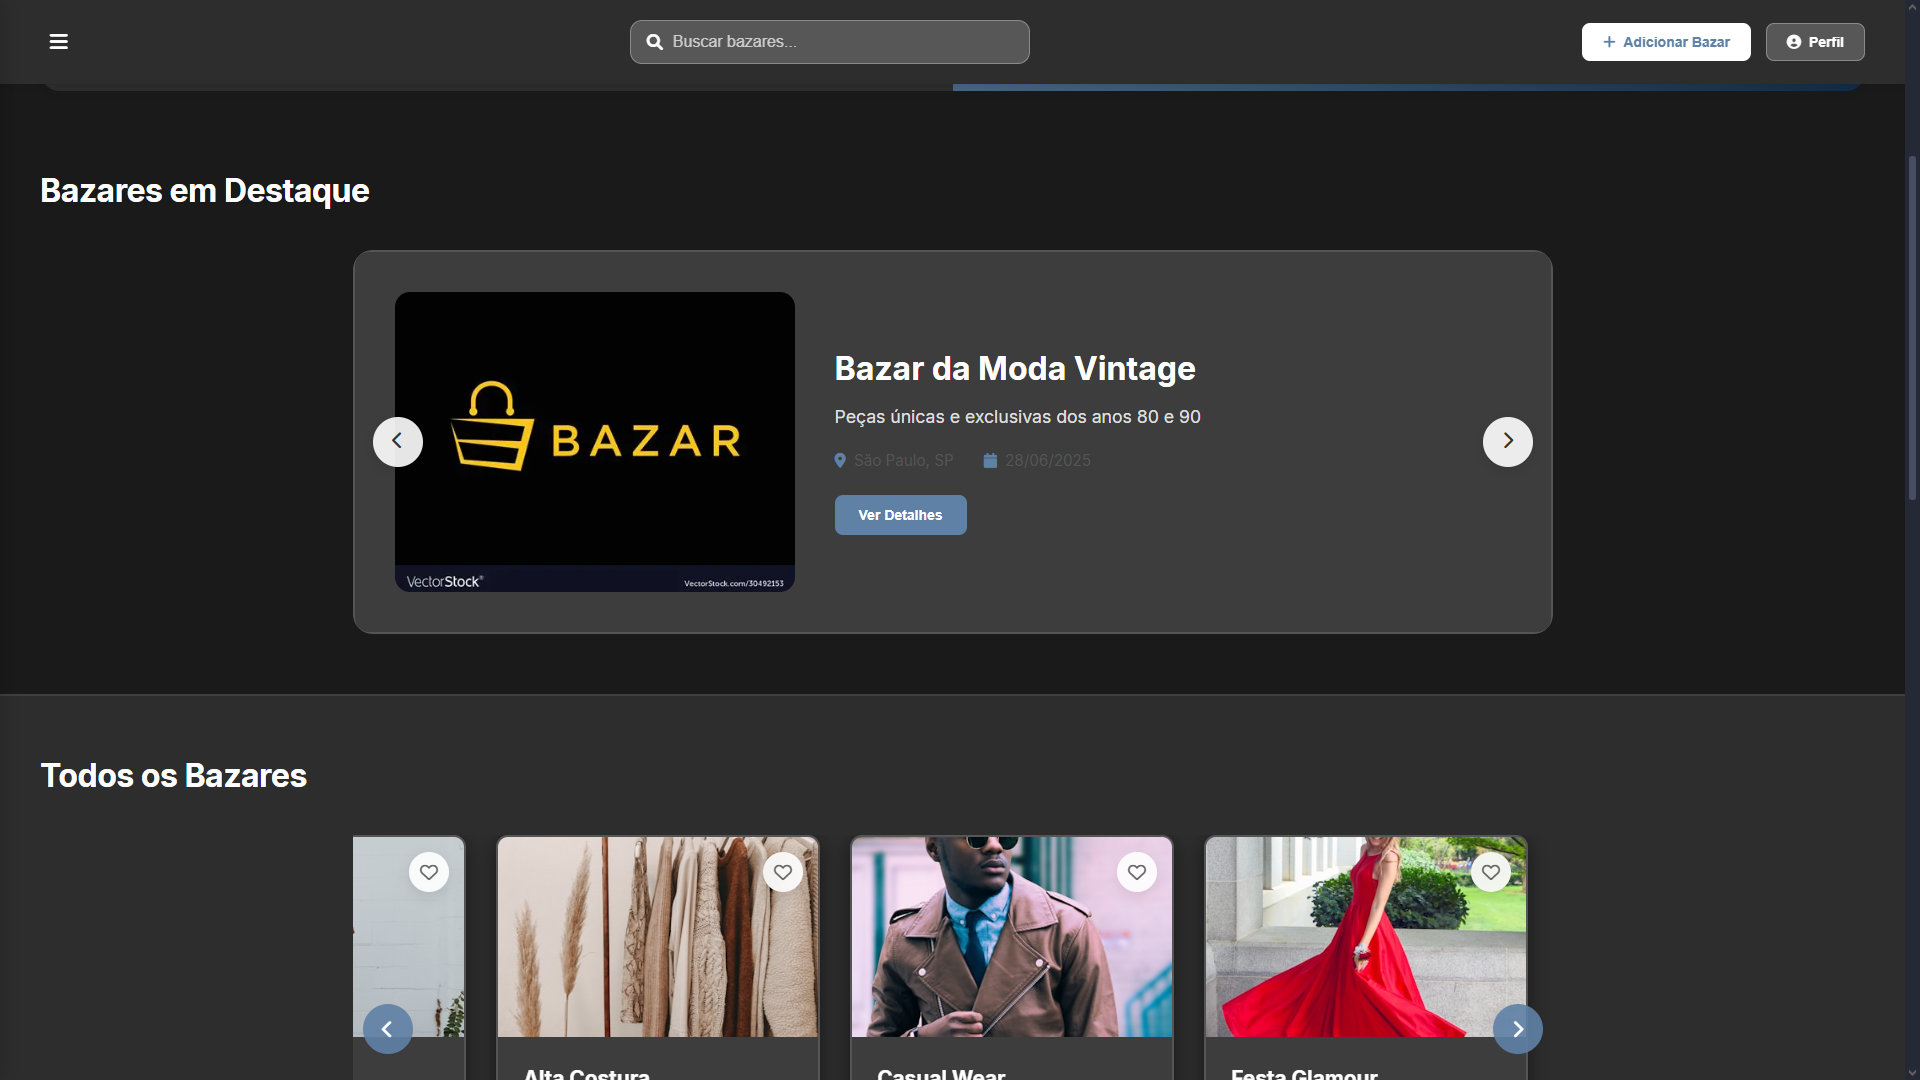 Buscar bazares...
Adicionar Bazar
Perfil
Bazares em Destaque
BAZAR
VectorStock®
VectorStock.com/30492153
Bazar da Moda Vintage
Peças únicas e exclusivas dos anos 80 e 90
São Paulo, SP
28/06/2025
Ver Detalhes
Todos os Bazares
Alta Costura
Casual Wear
Festa Glamour